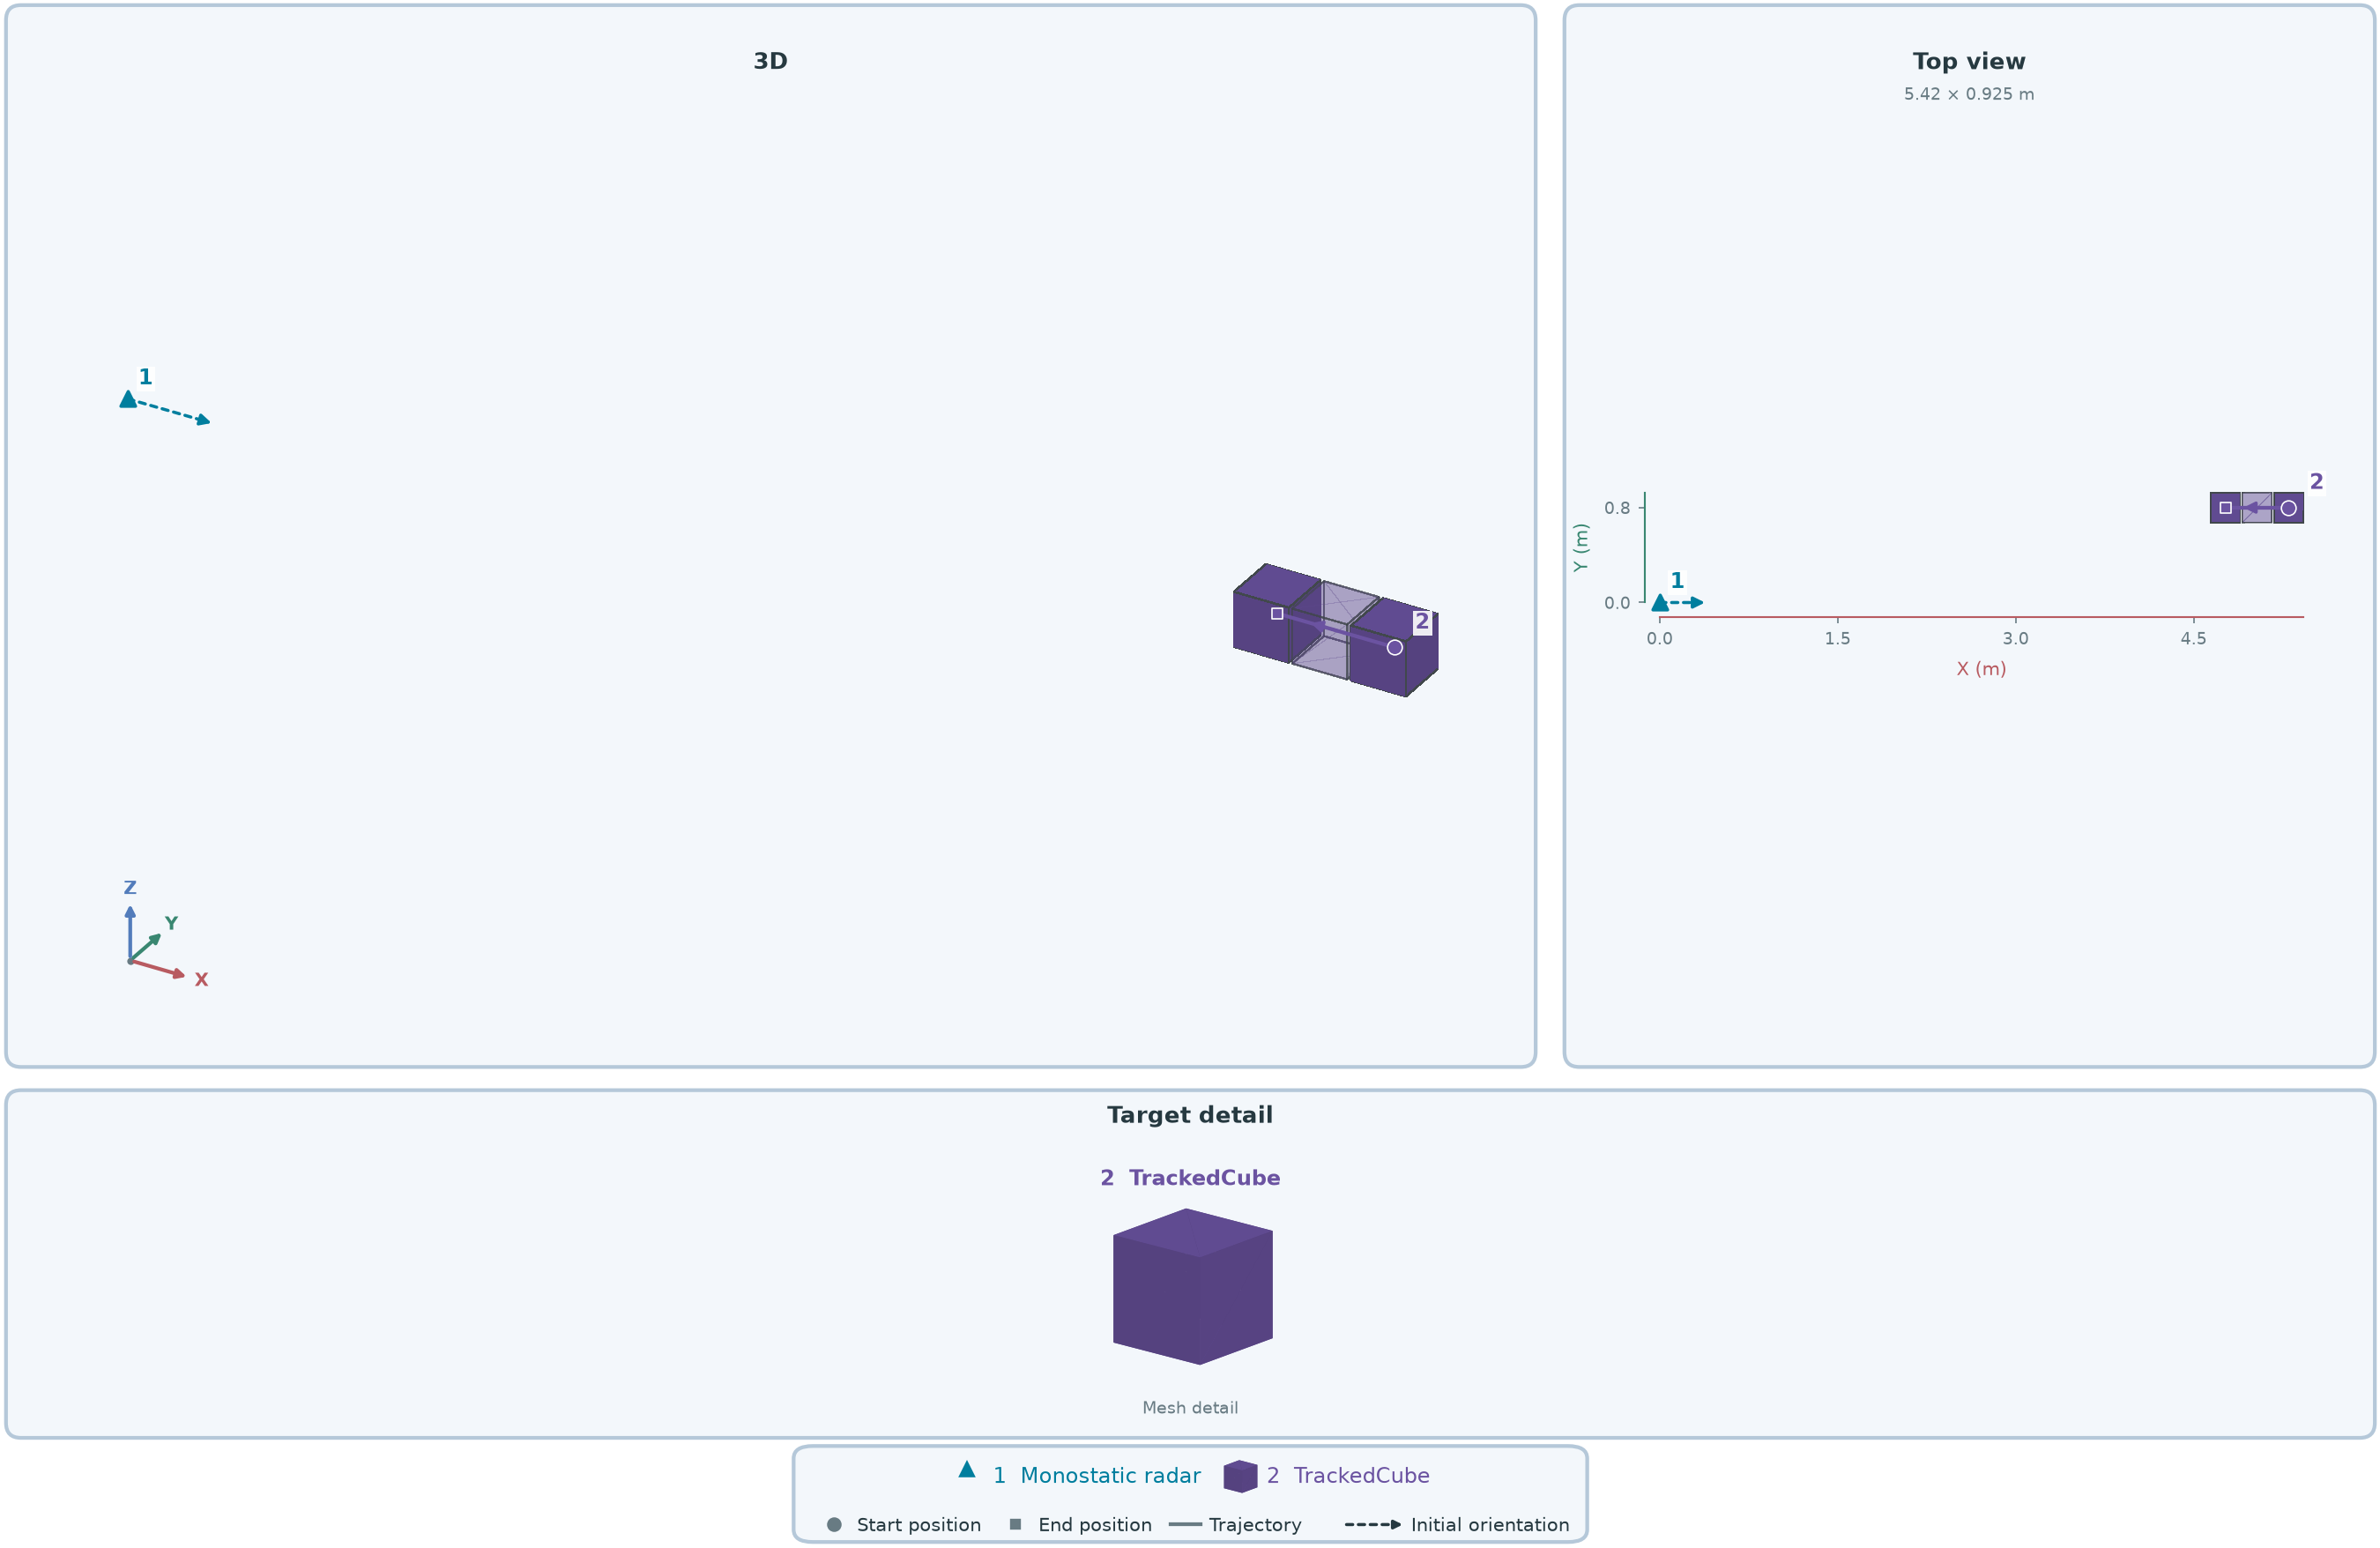 3D
1
2
Z
Y
X
Top view
5.42 × 0.925 m
2
0.8
Y (m)
1
0.0
0.0 1.5 3.0 4.5
X (m)
Target detail
2 TrackedCube
Mesh detail
1 Monostatic radar 2 TrackedCube
Start position End position Trajectory Initial orientation